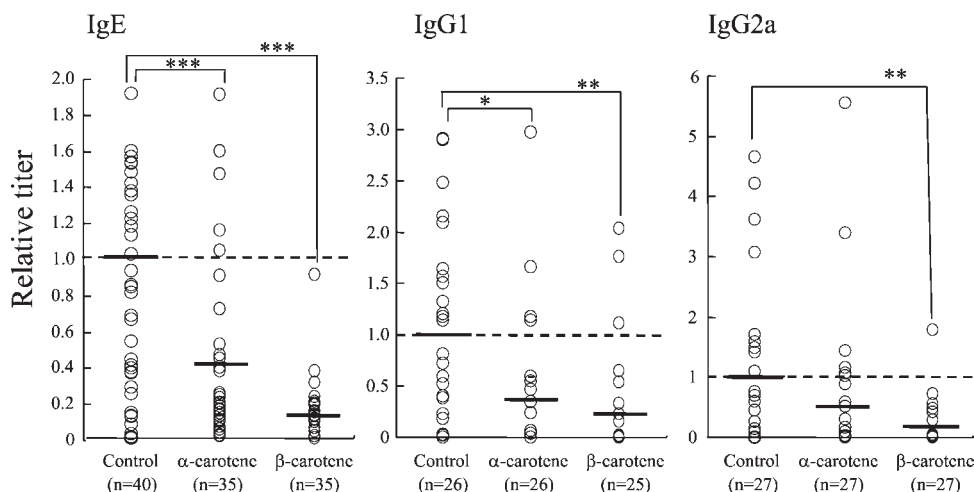 IgE
IgG1
IgG2a
Relative titer
***
***
2.0
1.8
1.6
1.4
1.2
1.0
0.8
0.6
0.4
0.2
0
Control
α-carotene
β-carotene
(n=40)
(n=35)
(n=35)
**
*
3.5
3.0
2.5
2.0
1.5
1.0
0.5
0
Control
α-carotene
β-carotene
(n=26)
(n=26)
(n=25)
**
6
5
4
3
2
1
0
Control
α-carotene
β-carotene
(n=27)
(n=27)
(n=27)